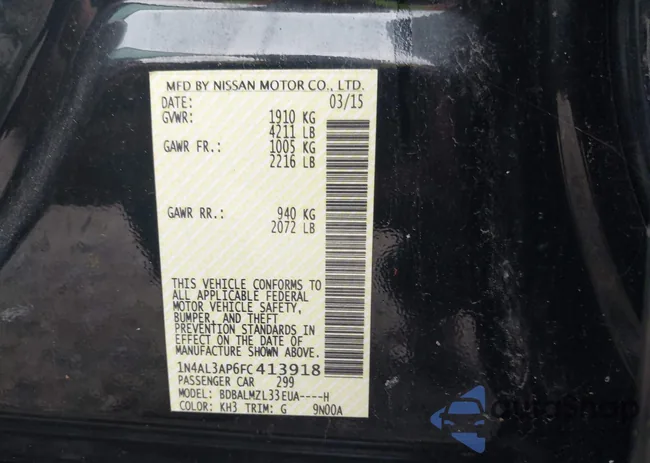 MFD BY NISSAN MOTOR CO., LTD.
DATE: 03/15
GVWR: 1910 KG
4211 LB
GAWR FR.: 1005 KG
2216 LB
GAWR RR.: 940 KG
2072 LB
THIS VEHICLE CONFORMS TO
ALL APPLICABLE FEDERAL
MOTOR VEHICLE SAFETY,
BUMPER, AND THEFT
PREVENTION STANDARDS IN
EFFECT ON THE DATE OF
MANUFACTURE SHOWN ABOVE.
1N4AL3AP6FC413918
PASSENGER CAR 299
MODEL: BDBALMZL33EUA----H
COLOR: KH3 TRIM: G 9N00A
autoSnap